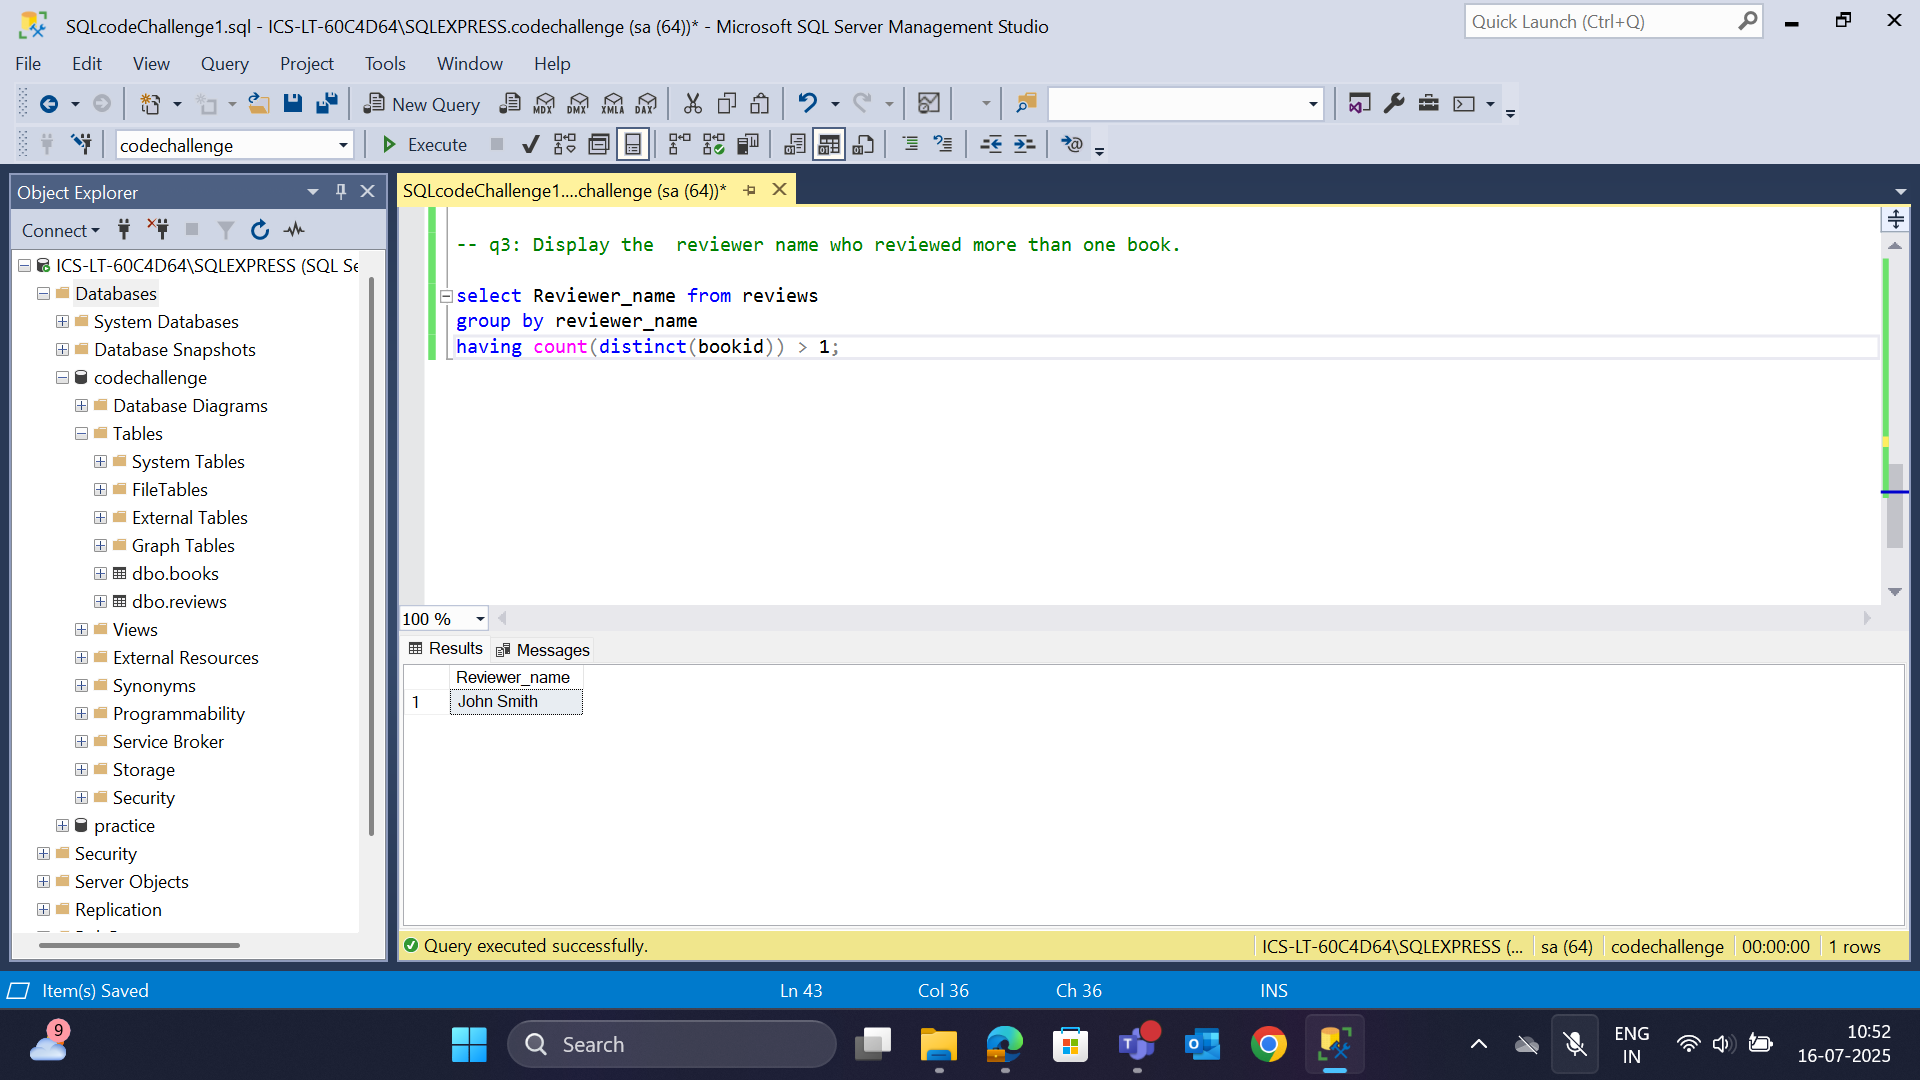 SQLcodeChallenge1.sql - ICS-LT-60C4D64\SQLEXPRESS.codechallenge (sa (64))* - Microsoft SQL Server Management Studio
Quick Launch (Ctrl+Q)
File Edit View Query Project Tools Window Help
New Query MDX DMX XMLA DAX
codechallenge Execute
Object Explorer
Connect
ICS-LT-60C4D64\SQLEXPRESS (SQL Se
Databases
System Databases
Database Snapshots
codechallenge
Database Diagrams
Tables
System Tables
FileTables
External Tables
Graph Tables
dbo.books
dbo.reviews
Views
External Resources
Synonyms
Programmability
Service Broker
Storage
Security
practice
Security
Server Objects
Replication
SQLcodeChallenge1....challenge (sa (64))*
-- q3: Display the  reviewer name who reviewed more than one book.
select Reviewer_name from reviews
group by reviewer_name
having count(distinct(bookid)) > 1;
100 %
Results Messages
Reviewer_name
1 John Smith
Query executed successfully. ICS-LT-60C4D64\SQLEXPRESS (... sa (64) codechallenge 00:00:00 1 rows
Item(s) Saved Ln 43 Col 36 Ch 36 INS
9
Search
ENG
IN
10:52
16-07-2025